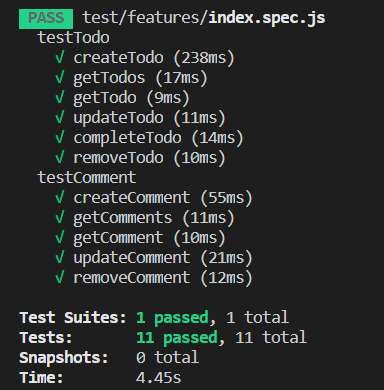 PASS test/features/index.spec.js
testTodo
√ createTodo (238ms)
√ getTodos (17ms)
√ getTodo (9ms)
√ updateTodo (11ms)
√ completeTodo (14ms)
√ removeTodo (10ms)
testComment
√ createComment (55ms)
√ getComments (11ms)
√ getComment (10ms)
√ updateComment (21ms)
√ removeComment (12ms)
Test Suites: 1 passed, 1 total
Tests: 11 passed, 11 total
Snapshots: 0 total
Time: 4.45s